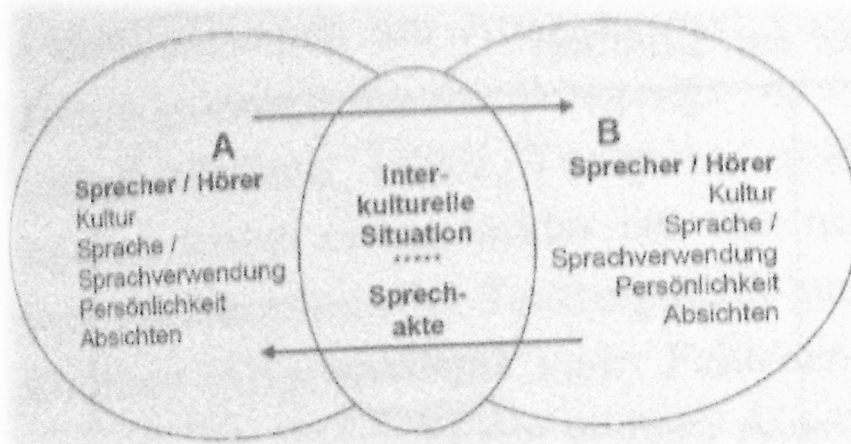 A
Sprecher / Hörer
Kultur
Sprache /
Sprachverwendung
Persönlichkeit
Absichten
Inter-
kulturelle
Situation
*****
Sprech-
akte
B
Sprecher / Hörer
Kultur
Sprache /
Sprachverwendung
Persönlichkeit
Absichten